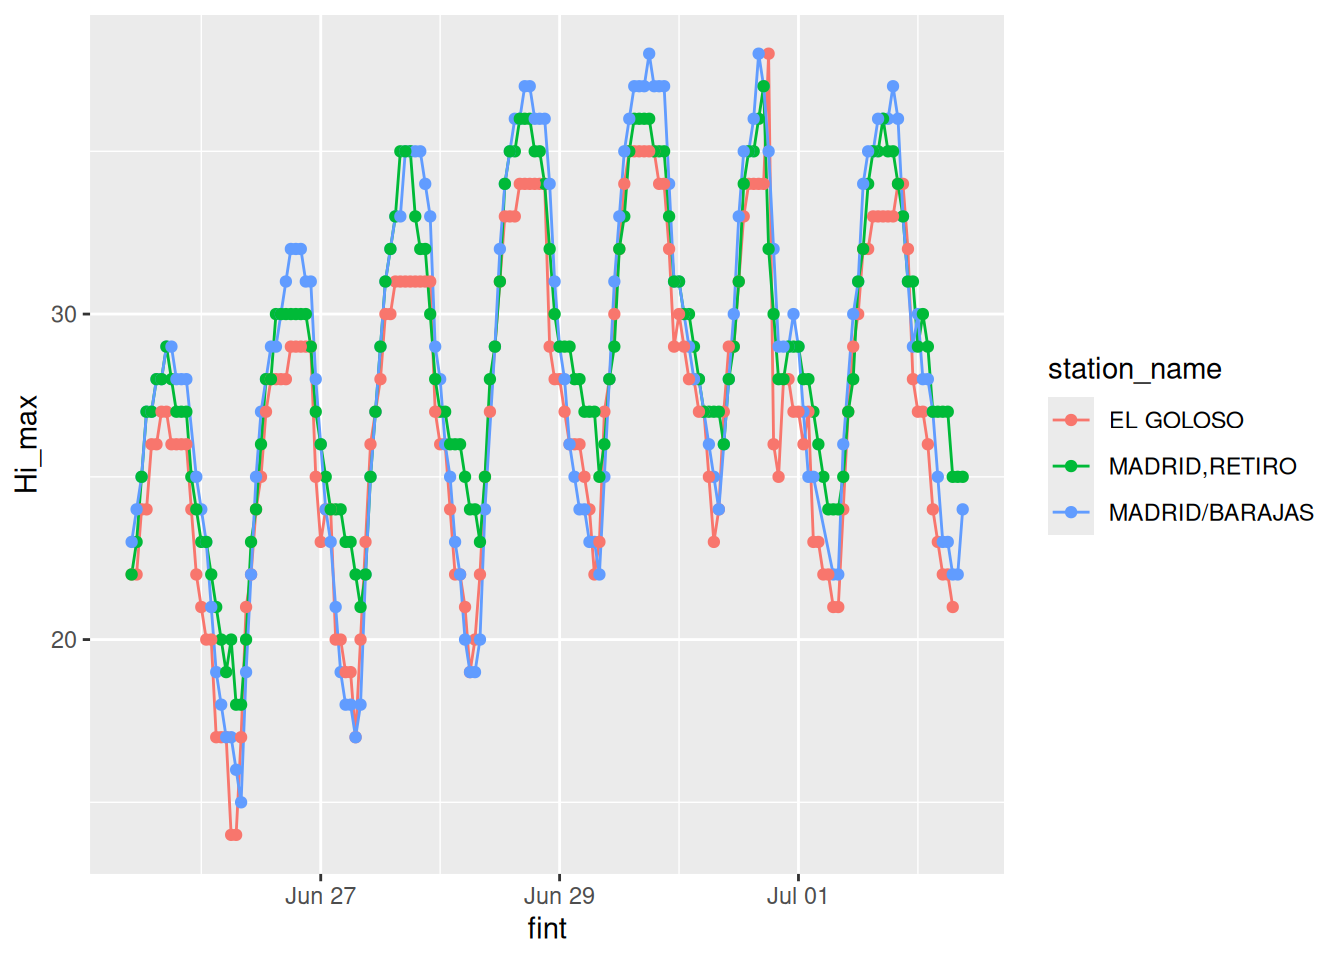 Hi_max
30
20
Jun 27
Jun 29
Jul 01
fint
station_name
EL GOLOSO
MADRID,RETIRO
MADRID/BARAJAS